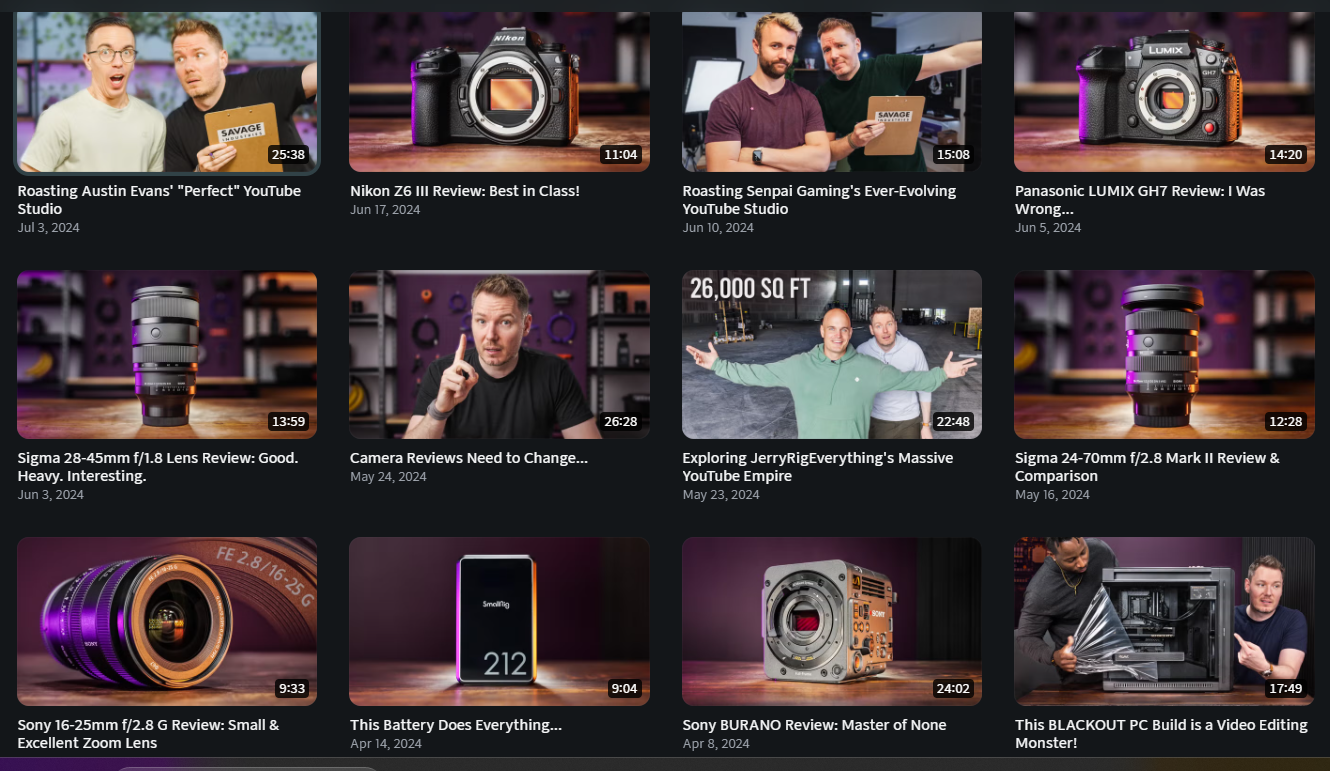 Nikon
Z
LUMIX
GH7
SAVAGE
INDUSTRIES
25:38
11:04
SAVAGE
INDUSTRIES
15:08
14:20
Roasting Austin Evans' "Perfect" YouTube
Studio
Jul 3, 2024
Nikon Z6 III Review: Best in Class!
Jun 17, 2024
Roasting Senpai Gaming's Ever-Evolving
YouTube Studio
Jun 10, 2024
Panasonic LUMIX GH7 Review: I Was
Wrong...
Jun 5, 2024
26,000 SQ FT
13:59
26:28
22:48
12:28
Sigma 28-45mm f/1.8 Lens Review: Good.
Heavy. Interesting.
Jun 3, 2024
Camera Reviews Need to Change...
May 24, 2024
Exploring JerryRigEverything's Massive
YouTube Empire
May 23, 2024
Sigma 24-70mm f/2.8 Mark II Review &
Comparison
May 16, 2024
FE 2.8/16-25 G
SONY
9:33
SmallRig
212
9:04
SONY
24:02
17:49
Sony 16-25mm f/2.8 G Review: Small &
Excellent Zoom Lens
This Battery Does Everything...
Apr 14, 2024
Sony BURANO Review: Master of None
Apr 8, 2024
This BLACKOUT PC Build is a Video Editing
Monster!